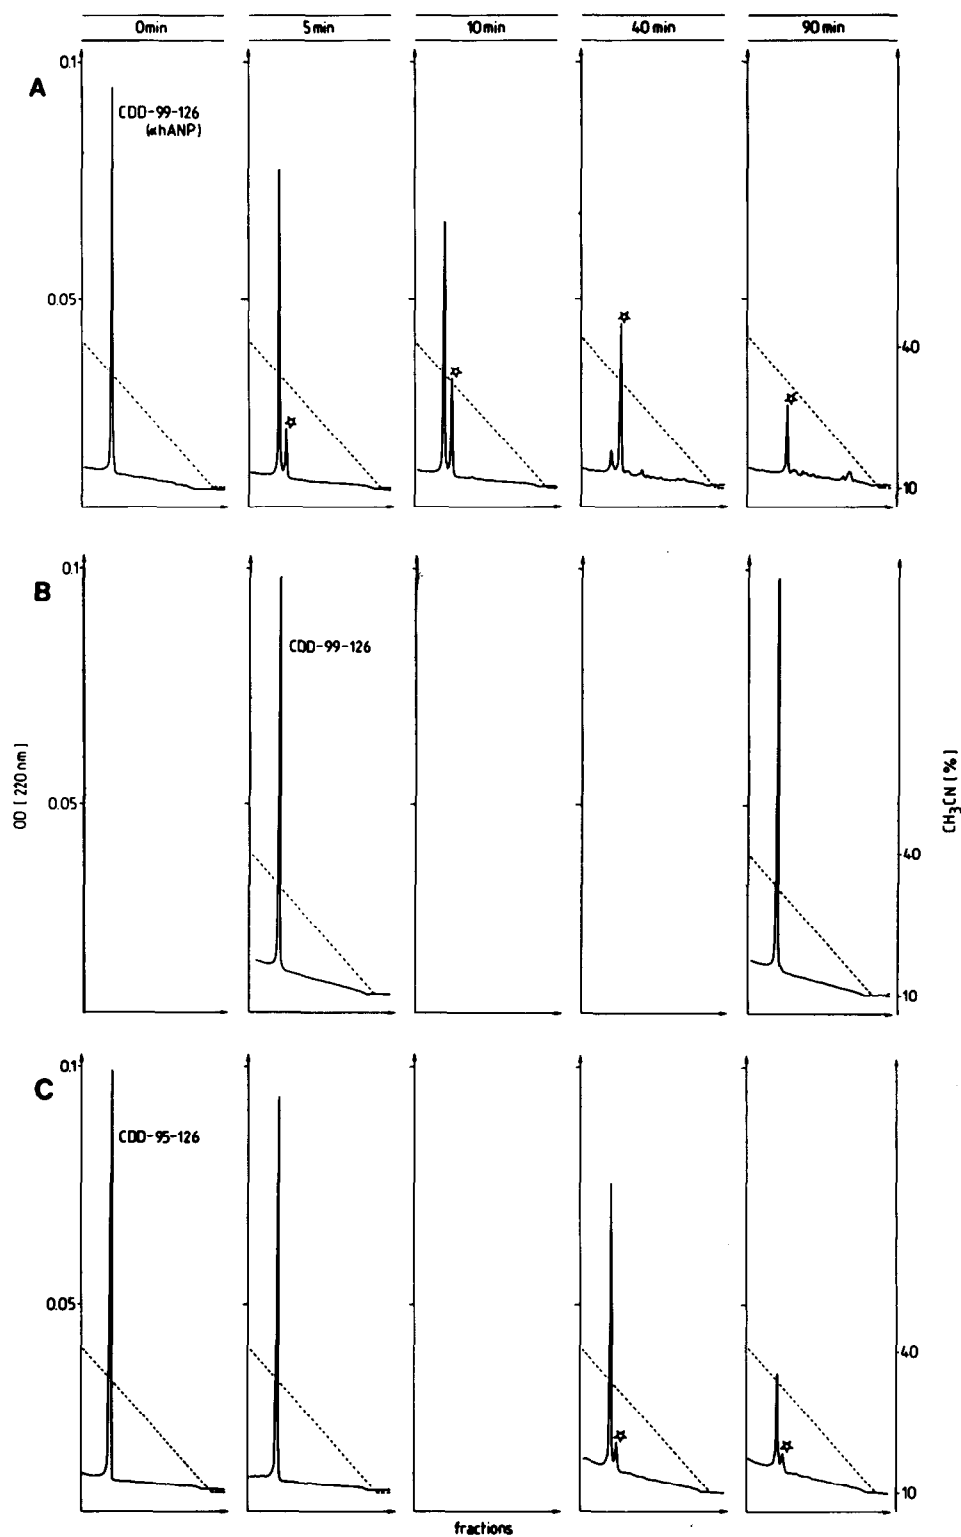 0min 5min 10min 40min 90min
A
0.1
CDD-99-126
(αhANP)
0.05
40
10
B
0.1
CDD-99-126
0.05
40
10
OD [220 nm]
CH3CN [%]
C
0.1
CDD-95-126
0.05
40
10
fractions